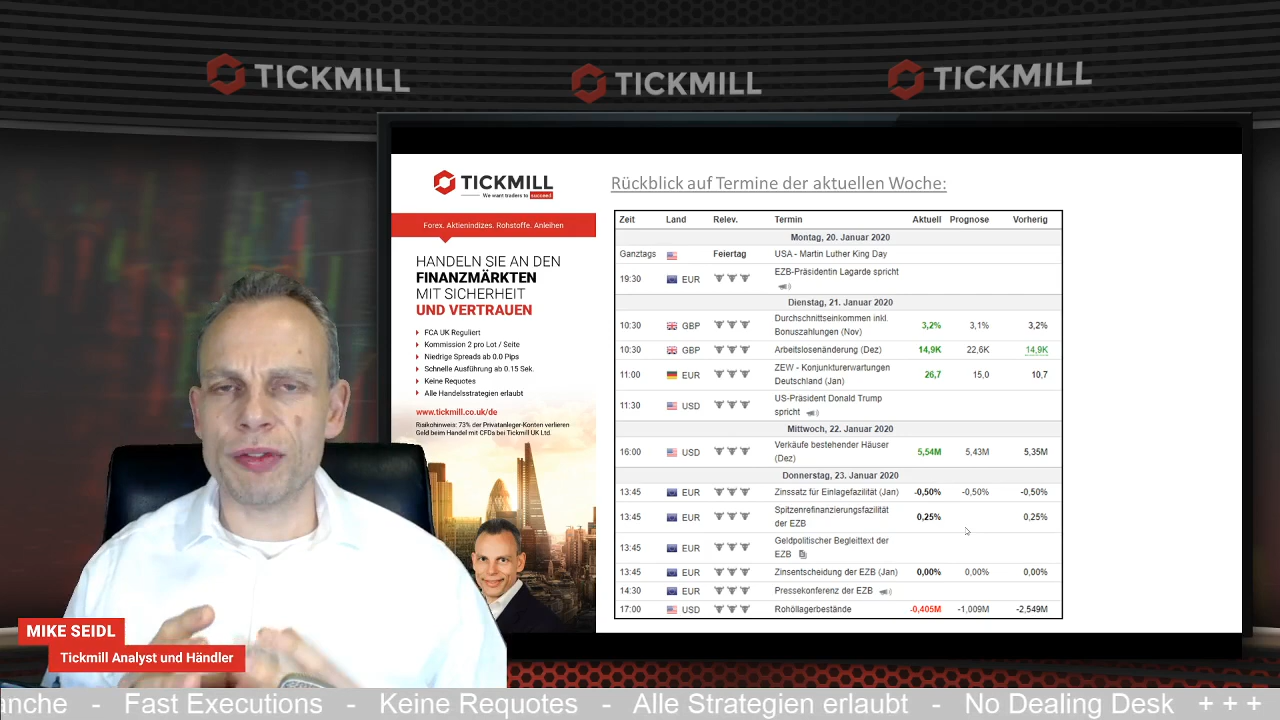 TICKMILL
TICKMILL
TICKMILL
TICKMILL
We want traders to succeed
Forex. Aktienindizes. Rohstoffe. Anleihen
HANDELN SIE AN DEN
FINANZMÄRKTEN
MIT SICHERHEIT
UND VERTRAUEN
FCA UK Reguliert
Kommission 2 pro Lot / Seite
Niedrige Spreads ab 0.0 Pips
Schnelle Ausführung ab 0.15 Sek.
Keine Requotes
Alle Handelsstrategien erlaubt
www.tickmill.co.uk/de
Risikohinweis: 73% der Privatanleger-Konten verlieren
Geld beim Handel mit CFDs bei Tickmill UK Ltd.
Rückblick auf Termine der aktuellen Woche:
Zeit Land Relev. Termin Aktuell Prognose Vorherig
Montag, 20. Januar 2020
Ganztags Feiertag USA - Martin Luther King Day
19:30 EUR EZB-Präsidentin Lagarde spricht
Dienstag, 21. Januar 2020
10:30 GBP Durchschnittseinkommen inkl. 3,2% 3,1% 3,2%
Bonuszahlungen (Nov)
10:30 GBP Arbeitslosenänderung (Dez) 14,9K 22,6K 14,9K
11:00 EUR ZEW - Konjunkturerwartungen 26,7 15,0 10,7
Deutschland (Jan)
11:30 USD US-Präsident Donald Trump
spricht
Mittwoch, 22. Januar 2020
16:00 USD Verkäufe bestehender Häuser 5,54M 5,43M 5,35M
(Dez)
Donnerstag, 23. Januar 2020
13:45 EUR Zinssatz für Einlagefazilität (Jan) -0,50% -0,50% -0,50%
13:45 EUR Spitzenrefinanzierungsfazilität 0,25% 0,25%
der EZB
13:45 EUR Geldpolitischer Begleittext der
EZB
13:45 EUR Zinsentscheidung der EZB (Jan) 0,00% 0,00% 0,00%
14:30 EUR Pressekonferenz der EZB
17:00 USD Rohöllagerbestände -0,405M -1,009M -2,549M
MIKE SEIDL
Tickmill Analyst und Händler
anche - Fast Executions - Keine Requotes - Alle Strategien erlaubt - No Dealing Desk + + +